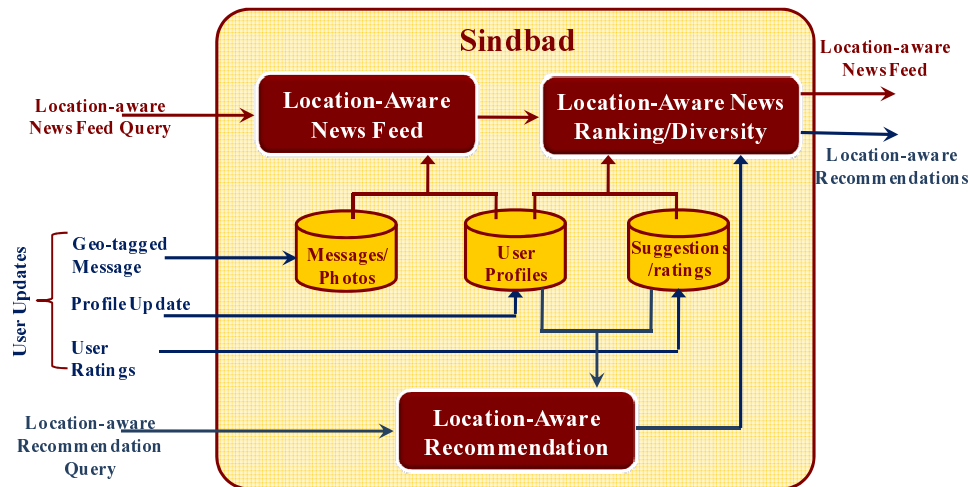 Sindbad
Location-aware
News Feed Query
Location-Aware
News Feed
Location-Aware News
Ranking/Diversity
Location-aware
News Feed
Location-aware
Recommendations
User Updates
Geo-tagged
Message
Profile Update
User
Ratings
Messages/
Photos
User
Profiles
Suggestions
/ratings
Location-aware
Recommendation
Query
Location-Aware
Recommendation